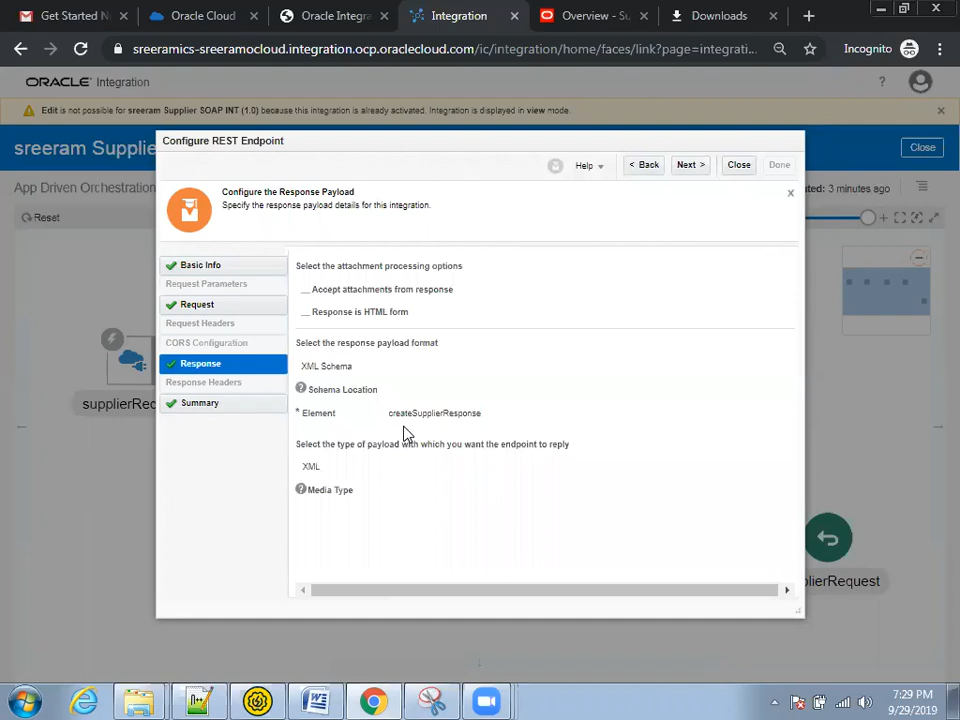 Get Started N
Oracle Cloud
Oracle Integra
Integration
Overview - Su
Downloads
sreeramics-sreeramocloud.integration.ocp.oraclecloud.com/ic/integration/home/faces/link?page=integrati...
Incognito
ORACLE Integration
Edit is not possible for sreeram Supplier SOAP INT (1.0) because this integration is already activated. Integration is displayed in view mode.
sreeram Supplie
Close
App Driven Orchestration
3 minutes ago
Reset
Configure REST Endpoint
Help
< Back
Next >
Close
Done
Configure the Response Payload
Specify the response payload details for this integration.
Basic Info
Request Parameters
Request
Request Headers
CORS Configuration
Response
Response Headers
Summary
Select the attachment processing options
Accept attachments from response
Response is HTML form
Select the response payload format
XML Schema
Schema Location
* Element createSupplierResponse
Select the type of payload with which you want the endpoint to reply
XML
Media Type
supplierRec
plierRequest
7:29 PM
9/29/2019